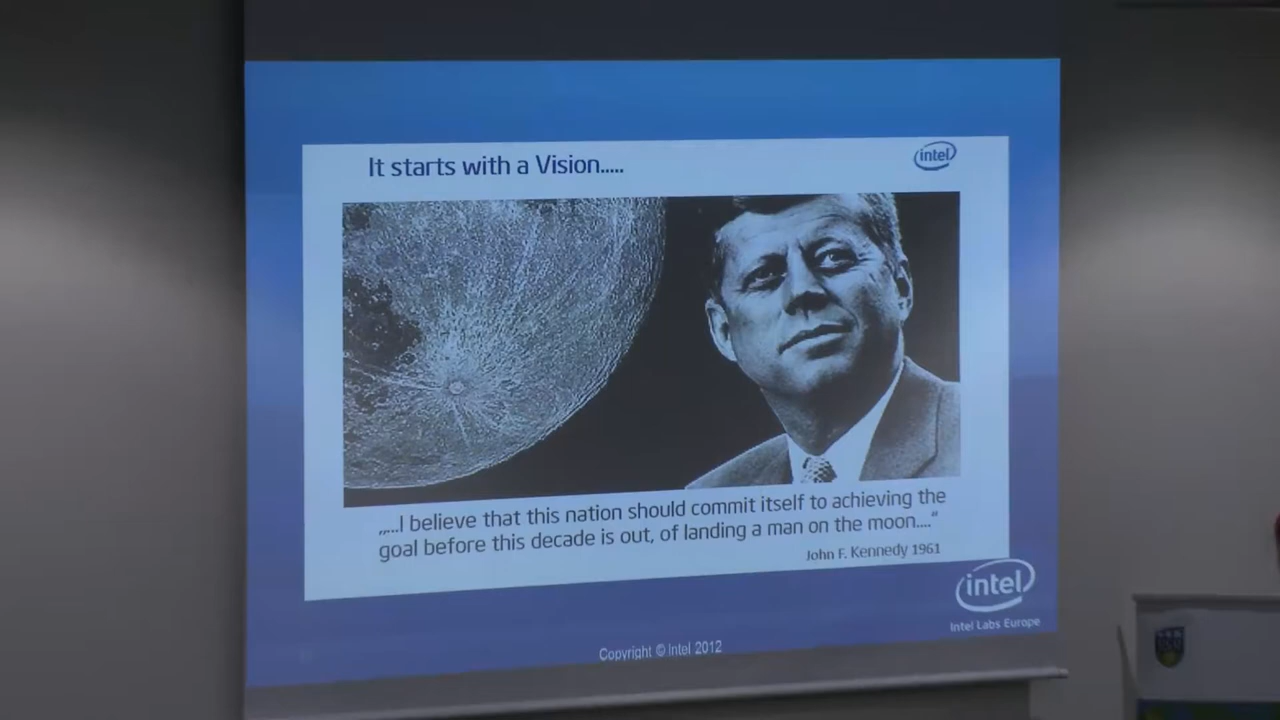 It starts with a Vision.....
intel
„...I believe that this nation should commit itself to achieving the
goal before this decade is out, of landing a man on the moon...."
John F. Kennedy 1961
intel
Intel Labs Europe
Copyright © Intel 2012